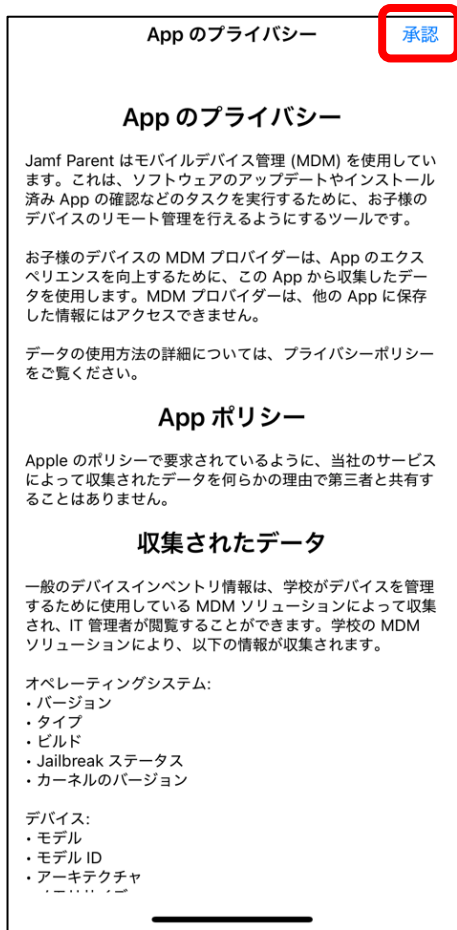 App のプライバシー
承認
App のプライバシー
Jamf Parent はモバイルデバイス管理 (MDM) を使用してい
ます。これは、ソフトウェアのアップデートやインストール
済み App の確認などのタスクを実行するために、お子様の
デバイスのリモート管理を行えるようにするツールです。
お子様のデバイスの MDM プロバイダーは、App のエクス
ペリエンスを向上するために、この App から収集したデー
タを使用します。MDM プロバイダーは、他の App に保存
した情報にはアクセスできません。
データの使用方法の詳細については、プライバシーポリシー
をご覧ください。
App ポリシー
Apple のポリシーで要求されているように、当社のサービス
によって収集されたデータを何らかの理由で第三者と共有す
ることはありません。
収集されたデータ
一般のデバイスインベントリ情報は、学校がデバイスを管理
するために使用している MDM ソリューションによって収集
され、IT 管理者が閲覧することができます。学校の MDM
ソリューションにより、以下の情報が収集されます。
オペレーティングシステム:
・バージョン
・タイプ
・ビルド
・Jailbreak ステータス
・カーネルのバージョン
デバイス:
・モデル
・モデル ID
・アーキテクチャ